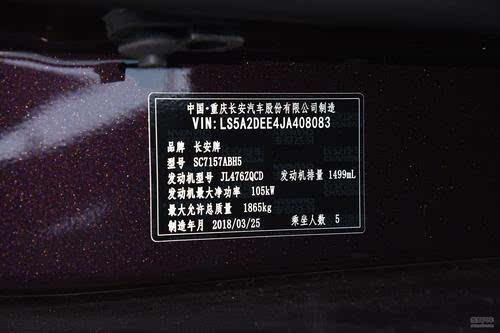 中国·重庆长安汽车股份有限公司制造
VIN:LS5A2DEE4JA408083
品牌 长安牌
型号 SC7157ABH5
发动机型号 JL476ZQCD 发动机排量 1499mL
发动机最大净功率 105kW
最大允许总质量 1865kg
制造年月 2018/03/25 乘坐人数 5